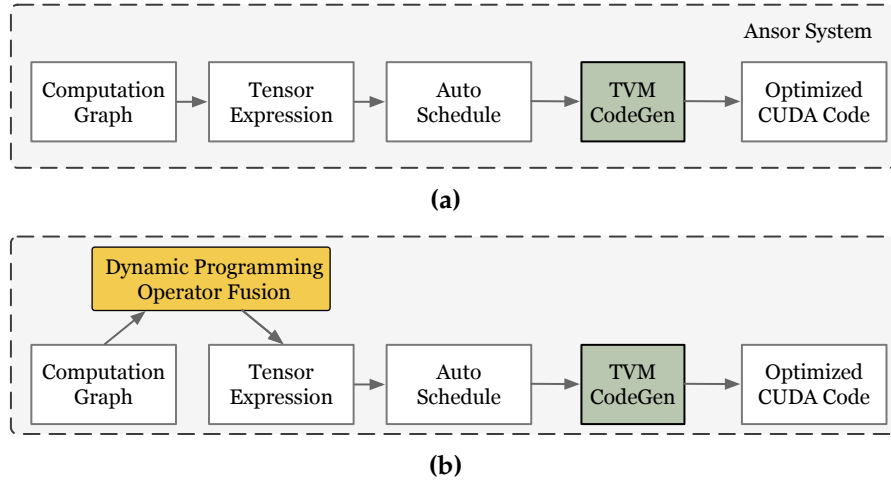 Ansor System
Computation
Graph
Tensor
Expression
Auto
Schedule
TVM
CodeGen
Optimized
CUDA Code
(a)
Dynamic Programming
Operator Fusion
Computation
Graph
Tensor
Expression
Auto
Schedule
TVM
CodeGen
Optimized
CUDA Code
(b)